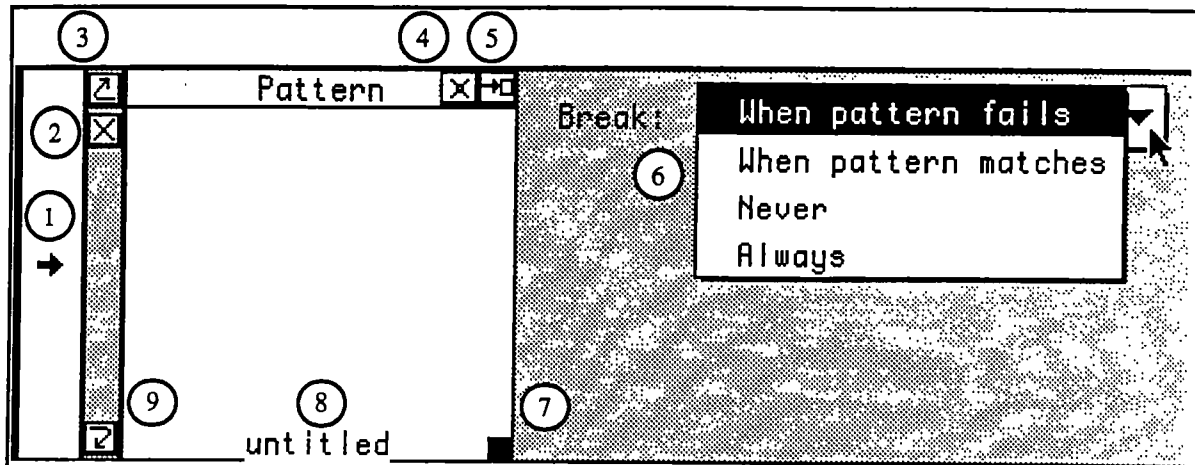 3 4 5
Pattern
Break: When pattern fails
2
When pattern matches
6
1
Never
Always
9 8 7
untitled